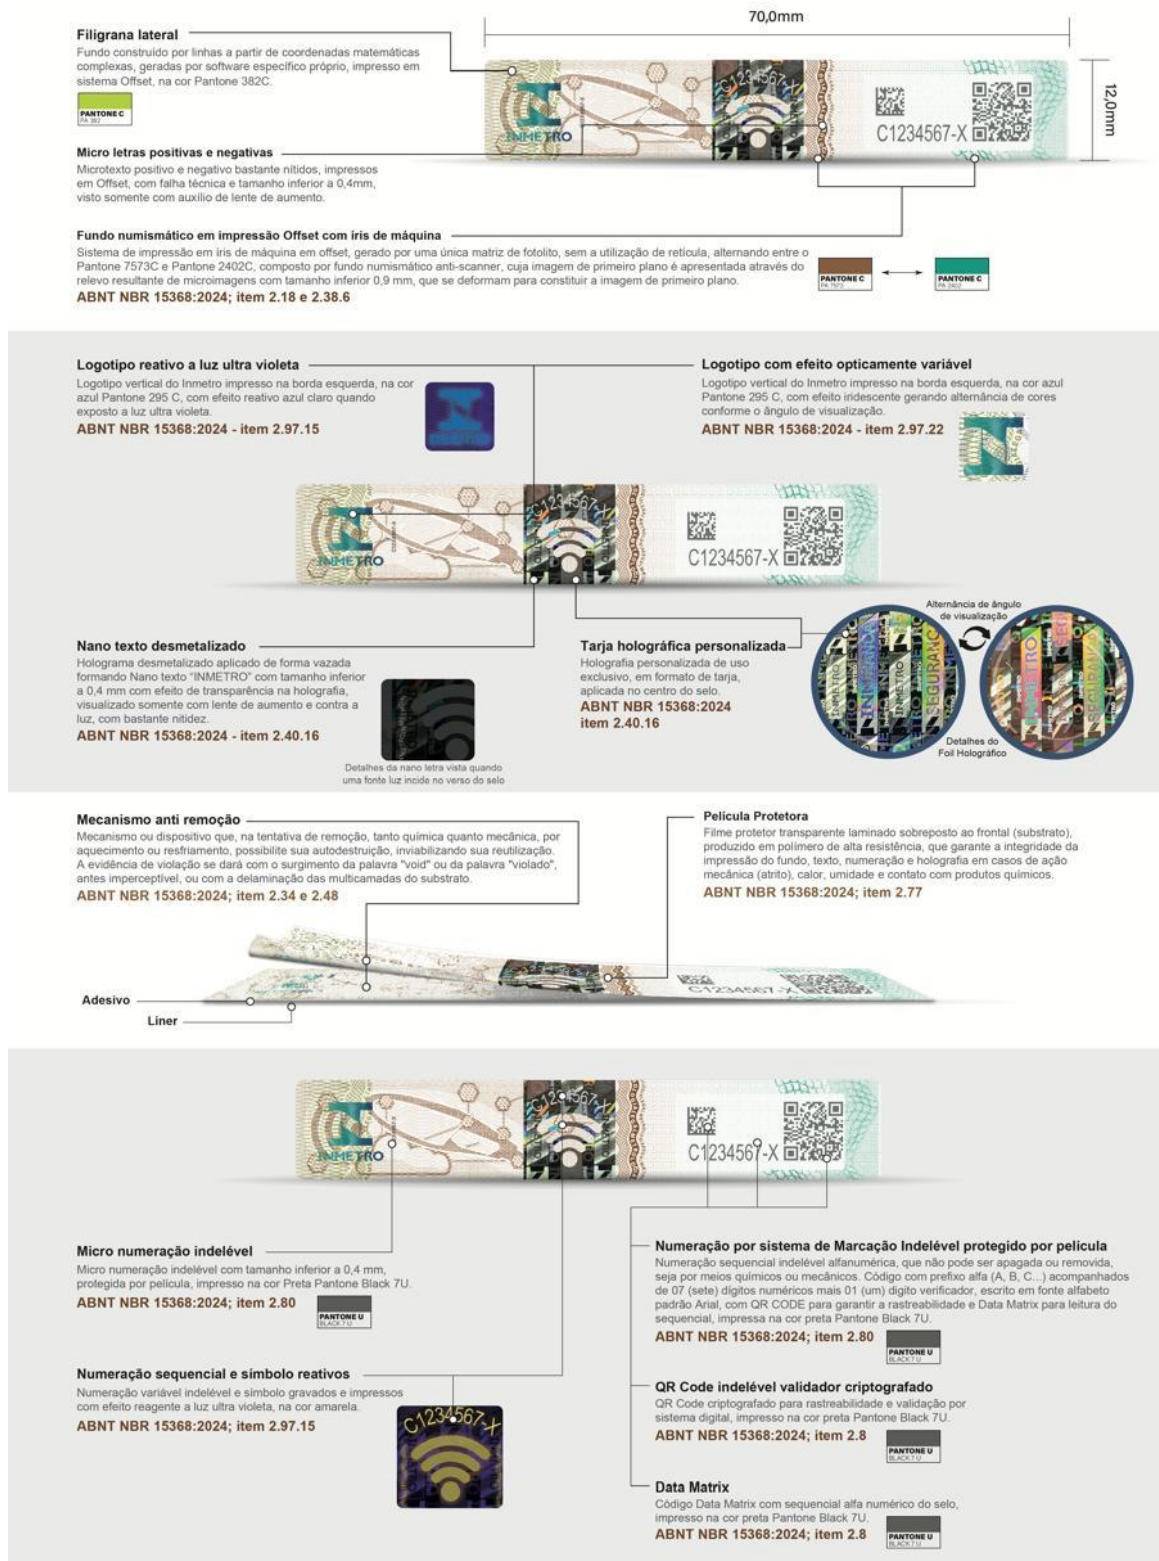 70,0mm
Filigrana lateral
Fundo construído por linhas a partir de coordenadas matemáticas
complexas, geradas por software específico próprio, impresso em
sistema Offset, na cor Pantone 382C.
PANTONE C
PA 382
INMETRO
C1234567-X
C1234567-X
12,0mm
Micro letras positivas e negativas
Microtexto positivo e negativo bastante nítidos, impressos
em Offset, com falha técnica e tamanho inferior a 0,4mm,
visto somente com auxílio de lente de aumento.
Fundo numismático em impressão Offset com íris de máquina
Sistema de impressão em íris de máquina em offset, gerado por uma única matriz de fotolito, sem a utilização de retícula, alternando entre o
Pantone 7573C e Pantone 2402C, composto por fundo numismático anti-scanner, cuja imagem de primeiro plano é apresentada através do
relevo resultante de microimagens com tamanho inferior 0,9 mm, que se deformam para constituir a imagem de primeiro plano.
ABNT NBR 15368:2024; item 2.18 e 2.38.6
PANTONE C
PA 7573
PANTONE C
PA 2402
Logotipo reativo a luz ultra violeta
Logotipo vertical do Inmetro impresso na borda esquerda, na cor
azul Pantone 295 C, com efeito reativo azul claro quando
exposto a luz ultra violeta.
ABNT NBR 15368:2024 - item 2.97.15
Logotipo com efeito opticamente variável
Logotipo vertical do Inmetro impresso na borda esquerda, na cor azul
Pantone 295 C, com efeito iridescente gerando alternância de cores
conforme o ângulo de visualização.
ABNT NBR 15368:2024 - item 2.97.22
INMETRO
C1234567-X
C1234567-X
Nano texto desmetalizado
Holograma desmetalizado aplicado de forma vazada
formando Nano texto "INMETRO" com tamanho inferior
a 0,4 mm com efeito de transparência na holografia,
visualizado somente com lente de aumento e contra a
luz, com bastante nitidez.
ABNT NBR 15368:2024 - item 2.40.16
Detalhes da nano letra vista quando
uma fonte luz incide no verso do selo
Tarja holográfica personalizada
Holografia personalizada de uso
exclusivo, em formato de tarja,
aplicada no centro do selo.
ABNT NBR 15368:2024
item 2.40.16
Alternância de ângulo
de visualização
INMETRO
SEGURANÇ
INMETRO
SEGURANÇ
Detalhes do
Foil Holográfico
Mecanismo anti remoção
Mecanismo ou dispositivo que, na tentativa de remoção, tanto química quanto mecânica, por
aquecimento ou resfriamento, possibilite sua autodestruição, inviabilizando sua reutilização.
A evidência de violação se dará com o surgimento da palavra "void" ou da palavra "violado",
antes imperceptível, ou com a delaminação das multicamadas do substrato.
ABNT NBR 15368:2024; item 2.34 e 2.48
Película Protetora
Filme protetor transparente laminado sobreposto ao frontal (substrato),
produzido em polímero de alta resistência, que garante a integridade da
impressão do fundo, texto, numeração e holografia em casos de ação
mecânica (atrito), calor, umidade e contato com produtos químicos.
ABNT NBR 15368:2024; item 2.77
C1234567-X
Adesivo
Liner
INMETRO
C1234567-X
C1234567-X
Micro numeração indelével
Micro numeração indelével com tamanho inferior a 0,4 mm,
protegida por película, impresso na cor Preta Pantone Black 7U.
ABNT NBR 15368:2024; item 2.80
PANTONE U
BLACK 7 U
Numeração sequencial e símbolo reativos
Numeração variável indelével e símbolo gravados e impressos
com efeito reagente a luz ultra violeta, na cor amarela.
ABNT NBR 15368:2024; item 2.97.15
C1234567-X
Numeração por sistema de Marcação Indelével protegido por película
Numeração sequencial indelével alfanumérica, que não pode ser apagada ou removida,
seja por meios químicos ou mecânicos. Código com prefixo alfa (A, B, C...) acompanhados
de 07 (sete) dígitos numéricos mais 01 (um) dígito verificador, escrito em fonte alfabeto
padrão Arial, com QR CODE para garantir a rastreabilidade e Data Matrix para leitura do
sequencial, impressa na cor preta Pantone Black 7U.
ABNT NBR 15368:2024; item 2.80
PANTONE U
BLACK 7 U
QR Code indelével validador criptografado
QR Code criptografado para rastreabilidade e validação por
sistema digital, impresso na cor preta Pantone Black 7U.
ABNT NBR 15368:2024; item 2.8
PANTONE U
BLACK 7 U
Data Matrix
Código Data Matrix com sequencial alfa numérico do selo,
impresso na cor preta Pantone Black 7U.
ABNT NBR 15368:2024; item 2.8
PANTONE U
BLACK 7 U